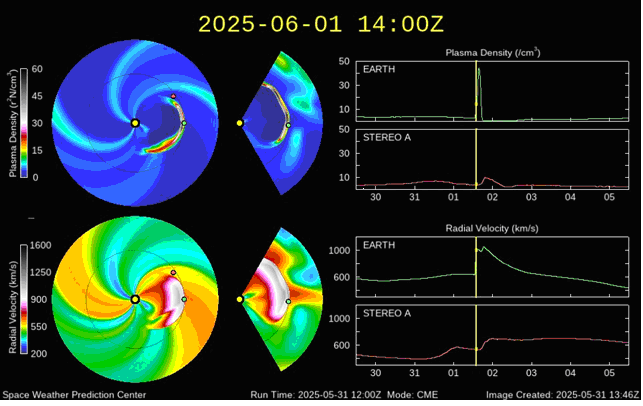 2025-06-01 14:00Z
Plasma Density (/cm³)
Plasma Density (r²N/cm³)
60
45
30
15
0
50
EARTH
30
10
50
STEREO A
30
10
30 31 01 02 03 04 05
Radial Velocity (km/s)
Radial Velocity (km/s)
1600
1250
900
550
200
EARTH
1000
600
STEREO A
1000
600
30 31 01 02 03 04 05
Space Weather Prediction Center
Run Time: 2025-05-31 12:00Z Mode: CME
Image Created: 2025-05-31 13:46Z